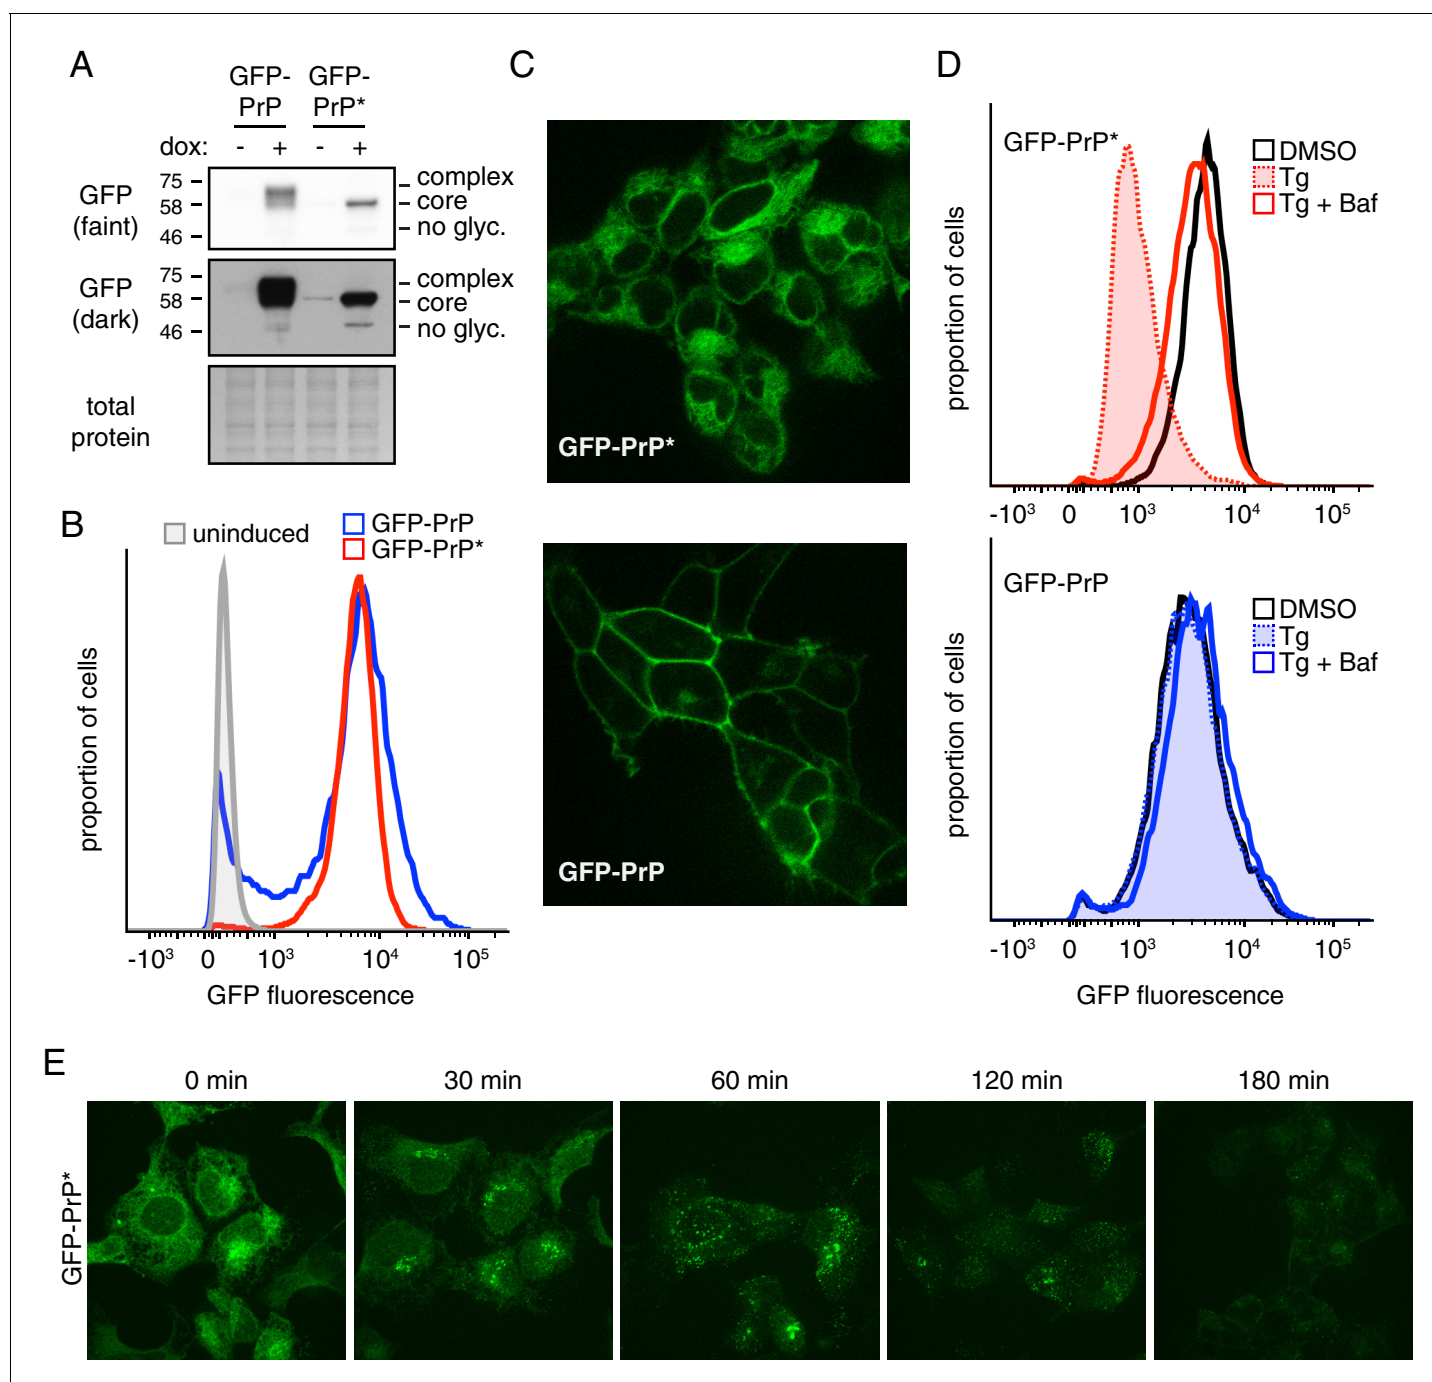 A
GFP-
PrP
GFP-
PrP*
dox:
-
+
-
+
GFP
(faint)
75
58
46
complex
core
no glyc.
GFP
(dark)
75
58
46
complex
core
no glyc.
total
protein
B
uninduced
GFP-PrP
GFP-PrP*
proportion of cells
-10³ 0 10³ 10⁴ 10⁵
GFP fluorescence
C
GFP-PrP*
GFP-PrP
D
GFP-PrP*
DMSO
Tg
Tg + Baf
proportion of cells
-10³ 0 10³ 10⁴ 10⁵
GFP-PrP
DMSO
Tg
Tg + Baf
proportion of cells
-10³ 0 10³ 10⁴ 10⁵
GFP fluorescence
E
0 min
30 min
60 min
120 min
180 min
GFP-PrP*